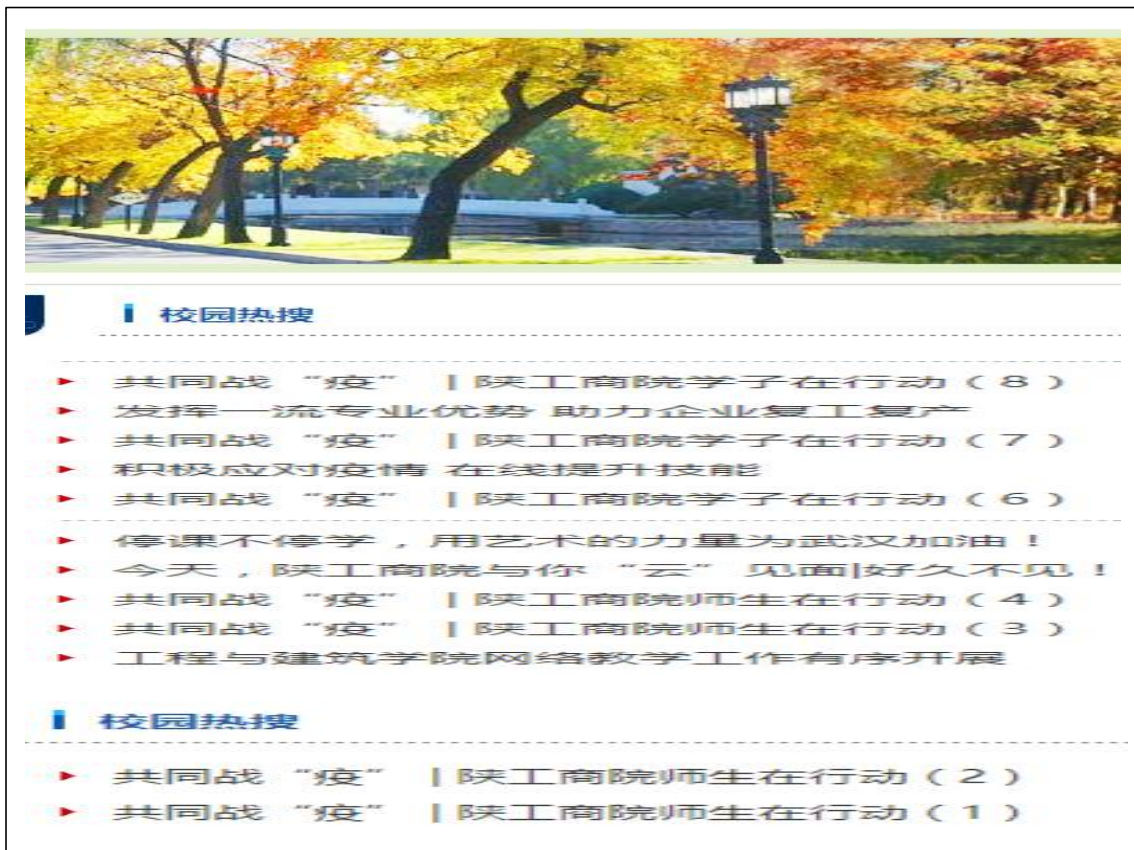 校园热搜
共同战“疫” | 陕工商院学子在行动（8）
发挥一流专业优势 助力企业复工复产
共同战“疫” | 陕工商院学子在行动（7）
积极应对疫情 在线提升技能
共同战“疫” | 陕工商院学子在行动（6）
停课不停学，用艺术的力量为武汉加油！
今天，陕工商院与你“云”见面|好久不见！
共同战“疫” | 陕工商院师生在行动（4）
共同战“疫” | 陕工商院师生在行动（3）
工程与建筑学院网络教学工作有序开展
校园热搜
共同战“疫” | 陕工商院师生在行动（2）
共同战“疫” | 陕工商院师生在行动（1）